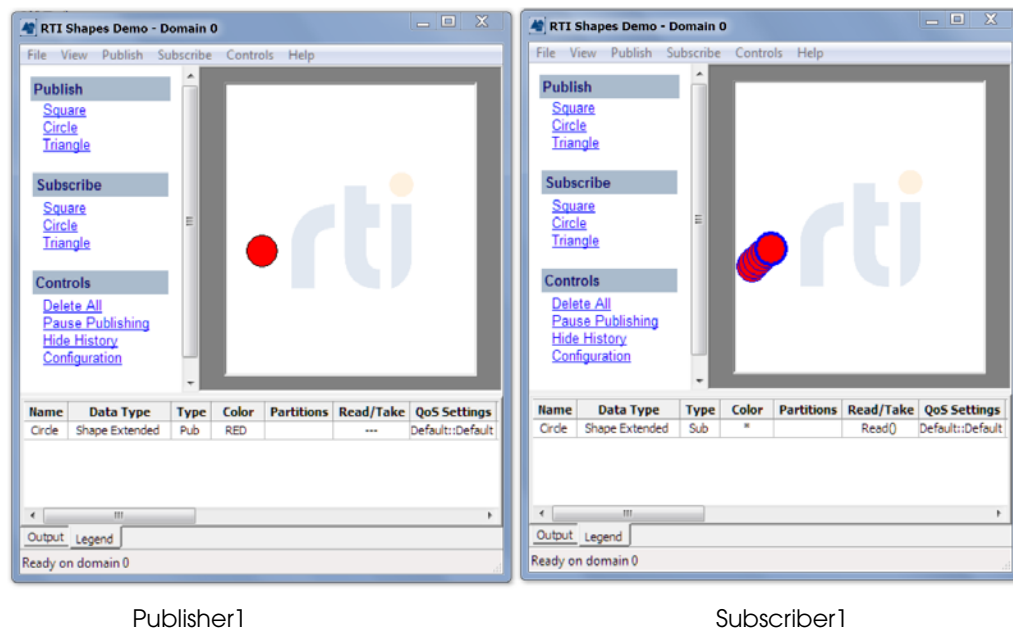 RTI Shapes Demo - Domain 0
File View Publish Subscribe Controls Help
Publish
Square
Circle
Triangle
Subscribe
Square
Circle
Triangle
Controls
Delete All
Pause Publishing
Hide History
Configuration
rti
Name Data Type Type Color Partitions Read/Take QoS Settings
Circle Shape Extended Pub RED --- Default::Default
Output Legend
Ready on domain 0
Publisher1
RTI Shapes Demo - Domain 0
File View Publish Subscribe Controls Help
Publish
Square
Circle
Triangle
Subscribe
Square
Circle
Triangle
Controls
Delete All
Pause Publishing
Hide History
Configuration
rti
Name Data Type Type Color Partitions Read/Take QoS Settings
Circle Shape Extended Sub * Read() Default::Default
Output Legend
Ready on domain 0
Subscriber1